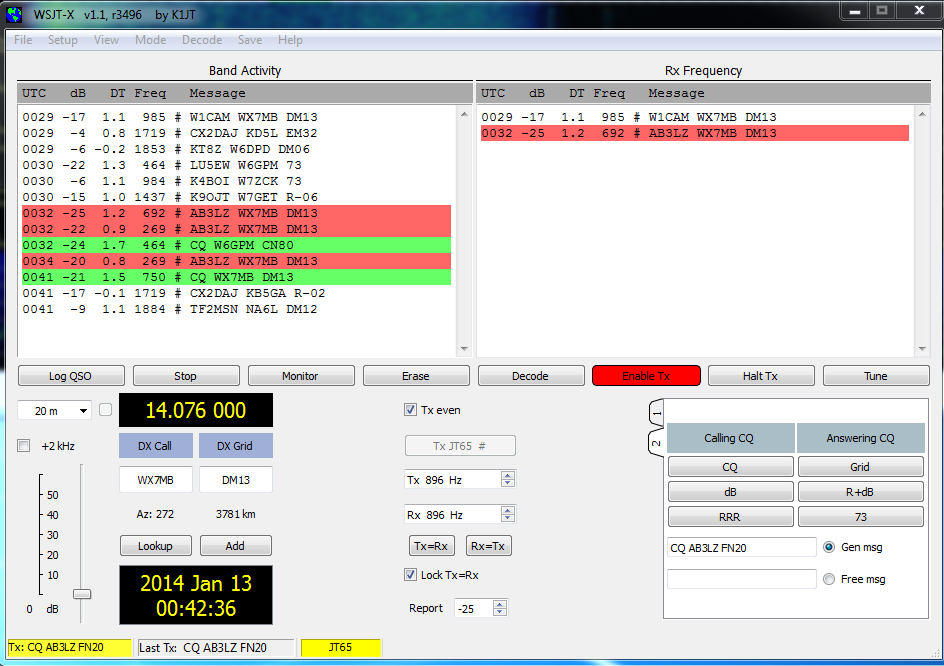 WSJT-X v1.1, r3496 by K1JT
File Setup View Mode Decode Save Help
Band Activity
UTC dB DT Freq Message
0029 -17 1.1 985 # W1CAM WX7MB DM13
0029 -4 0.8 1719 # CX2DAJ KD5L EM32
0029 -6 -0.2 1853 # KT8Z W6DPD DM06
0030 -22 1.3 464 # LU5EW W6GPM 73
0030 -6 1.1 984 # K4BOI W7ZCK 73
0030 -15 1.0 1437 # K9OJT W7GET R-06
0032 -25 1.2 692 # AB3LZ WX7MB DM13
0032 -22 0.9 269 # AB3LZ WX7MB DM13
0032 -24 1.7 464 # CQ W6GPM CN80
0034 -20 0.8 269 # AB3LZ WX7MB DM13
0041 -21 1.5 750 # CQ WX7MB DM13
0041 -17 -0.1 1719 # CX2DAJ KB5GA R-02
0041 -9 1.1 1884 # TF2MSN NA6L DM12
Rx Frequency
UTC dB DT Freq Message
0029 -17 1.1 985 # W1CAM WX7MB DM13
0032 -25 1.2 692 # AB3LZ WX7MB DM13
Log QSO Stop Monitor Erase Decode Enable Tx Halt Tx Tune
20 m
14.076 000
+2 kHz
DX Call DX Grid
WX7MB DM13
Az: 272 3781 km
Lookup Add
2014 Jan 13
00:42:36
50
40
30
20
10
0 dB
Tx even
Tx JT65 #
Tx 896 Hz
Rx 896 Hz
Tx=Rx Rx=Tx
Lock Tx=Rx
Report -25
1
2
Calling CQ Answering CQ
CQ Grid
dB R+dB
RRR 73
CQ AB3LZ FN20 Gen msg
Free msg
Tx: CQ AB3LZ FN20 Last Tx: CQ AB3LZ FN20 JT65